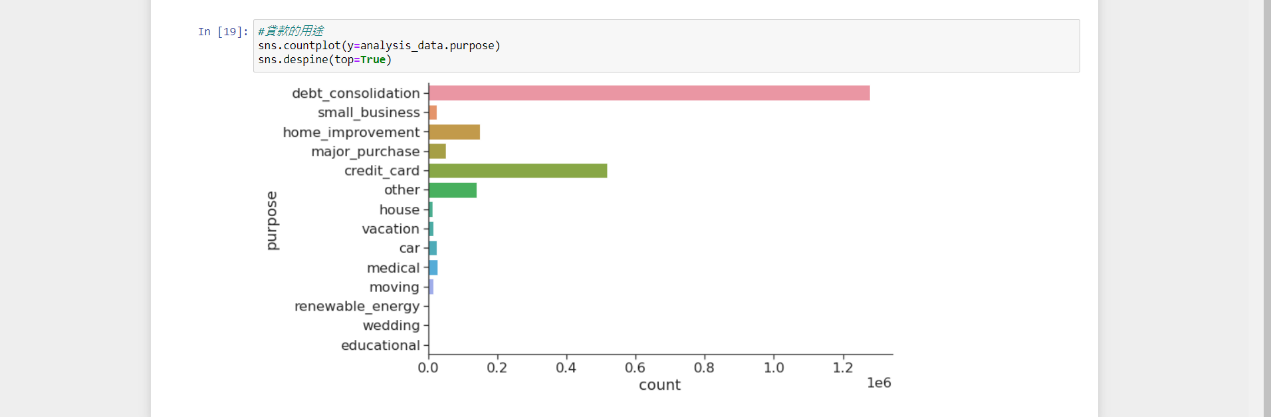 In [19]: #貸款的用途
sns.countplot(y=analysis_data.purpose)
sns.despine(top=True)
debt_consolidation
small_business
home_improvement
major_purchase
credit_card
other
house
vacation
car
medical
moving
renewable_energy
wedding
educational
purpose
0.0 0.2 0.4 0.6 0.8 1.0 1.2
1e6
count